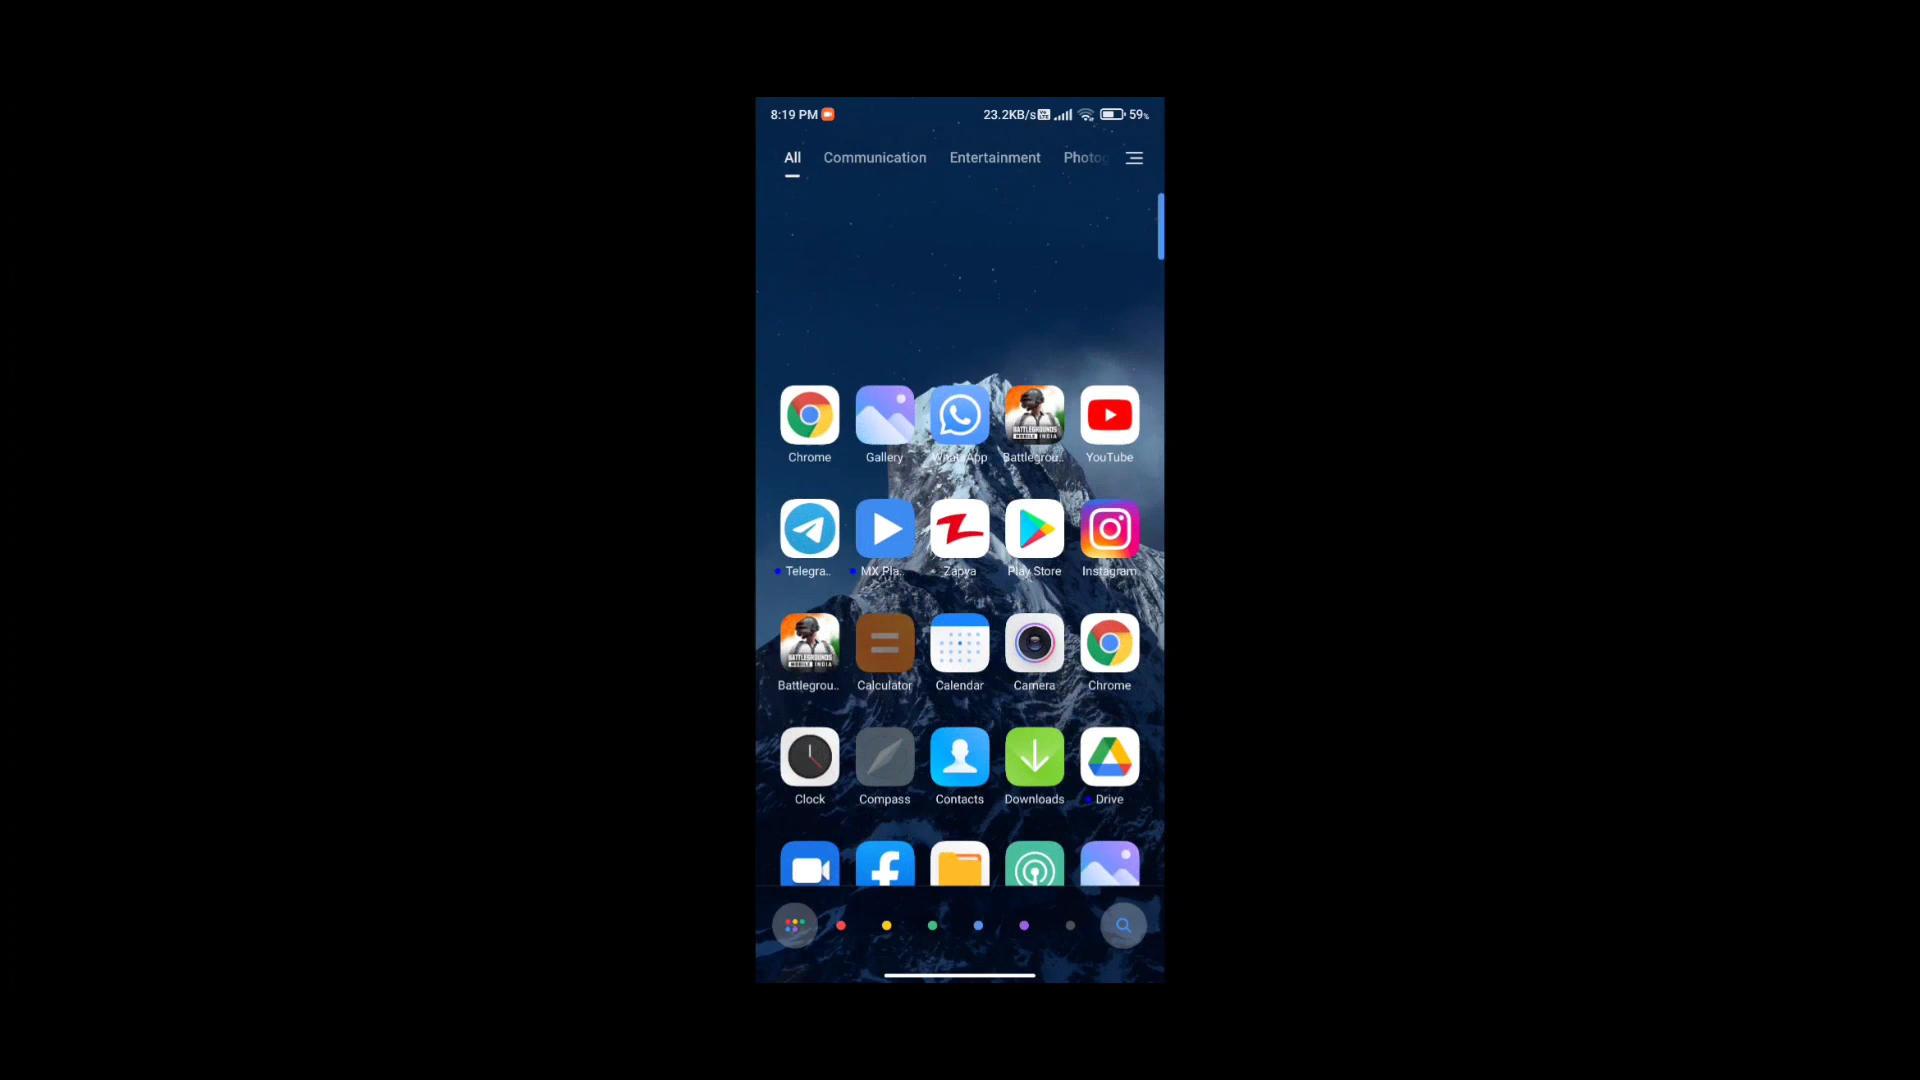 8:19 PM 23.2KB/s 59%
All Communication Entertainment Photog
Chrome Gallery WhatsApp Battlegrou.. YouTube
Telegra.. MX Pla.. Zapya Play Store Instagram
Battlegrou.. Calculator Calendar Camera Chrome
Clock Compass Contacts Downloads Drive